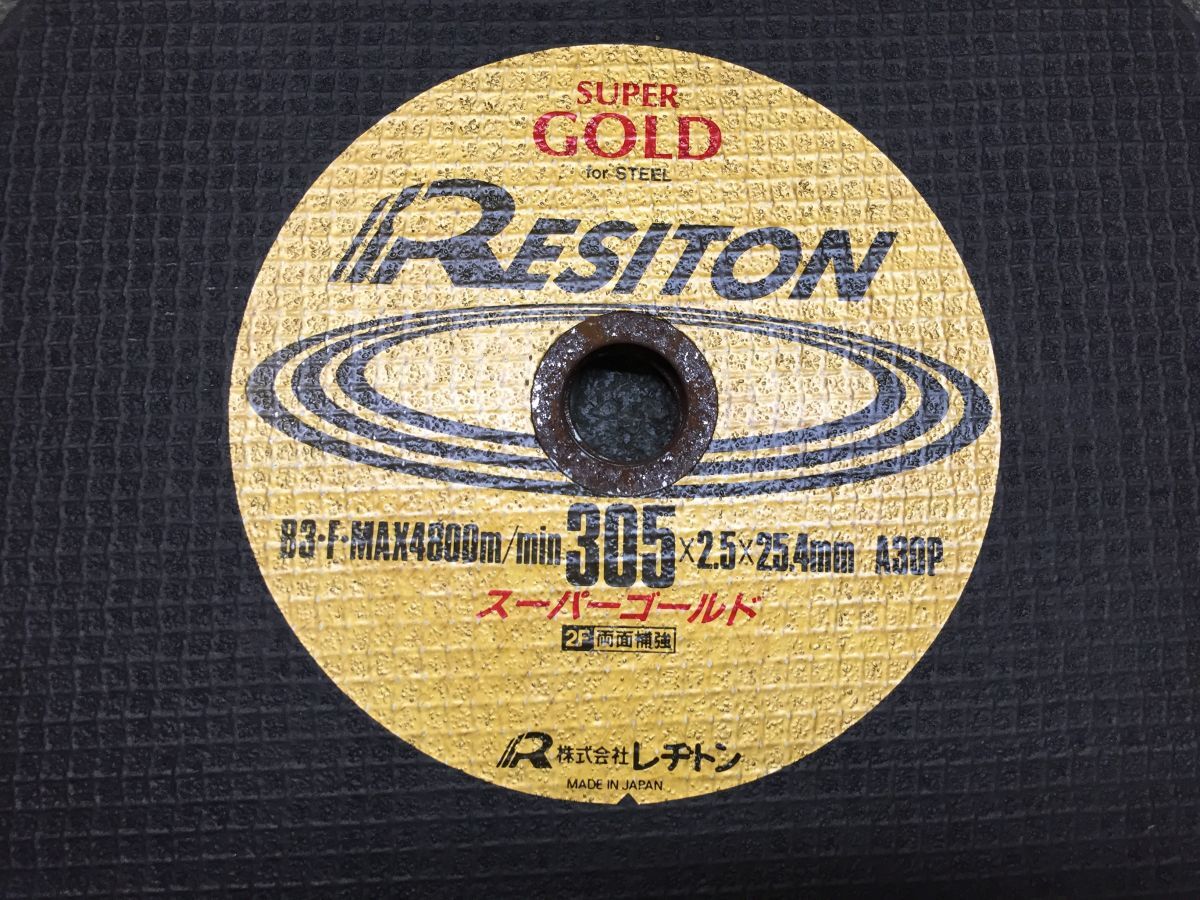 SUPER
GOLD
for STEEL
RESITON
B3・F・MAX4800m/min 305×2.5×25.4mm A30P
スーパーゴールド
2F 両面補強
R 株式会社レヂトン
MADE IN JAPAN